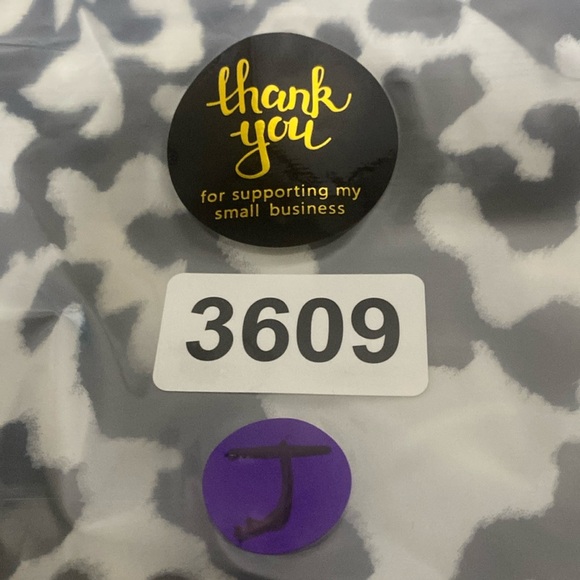 thank
you
for supporting my
small business
3609
J